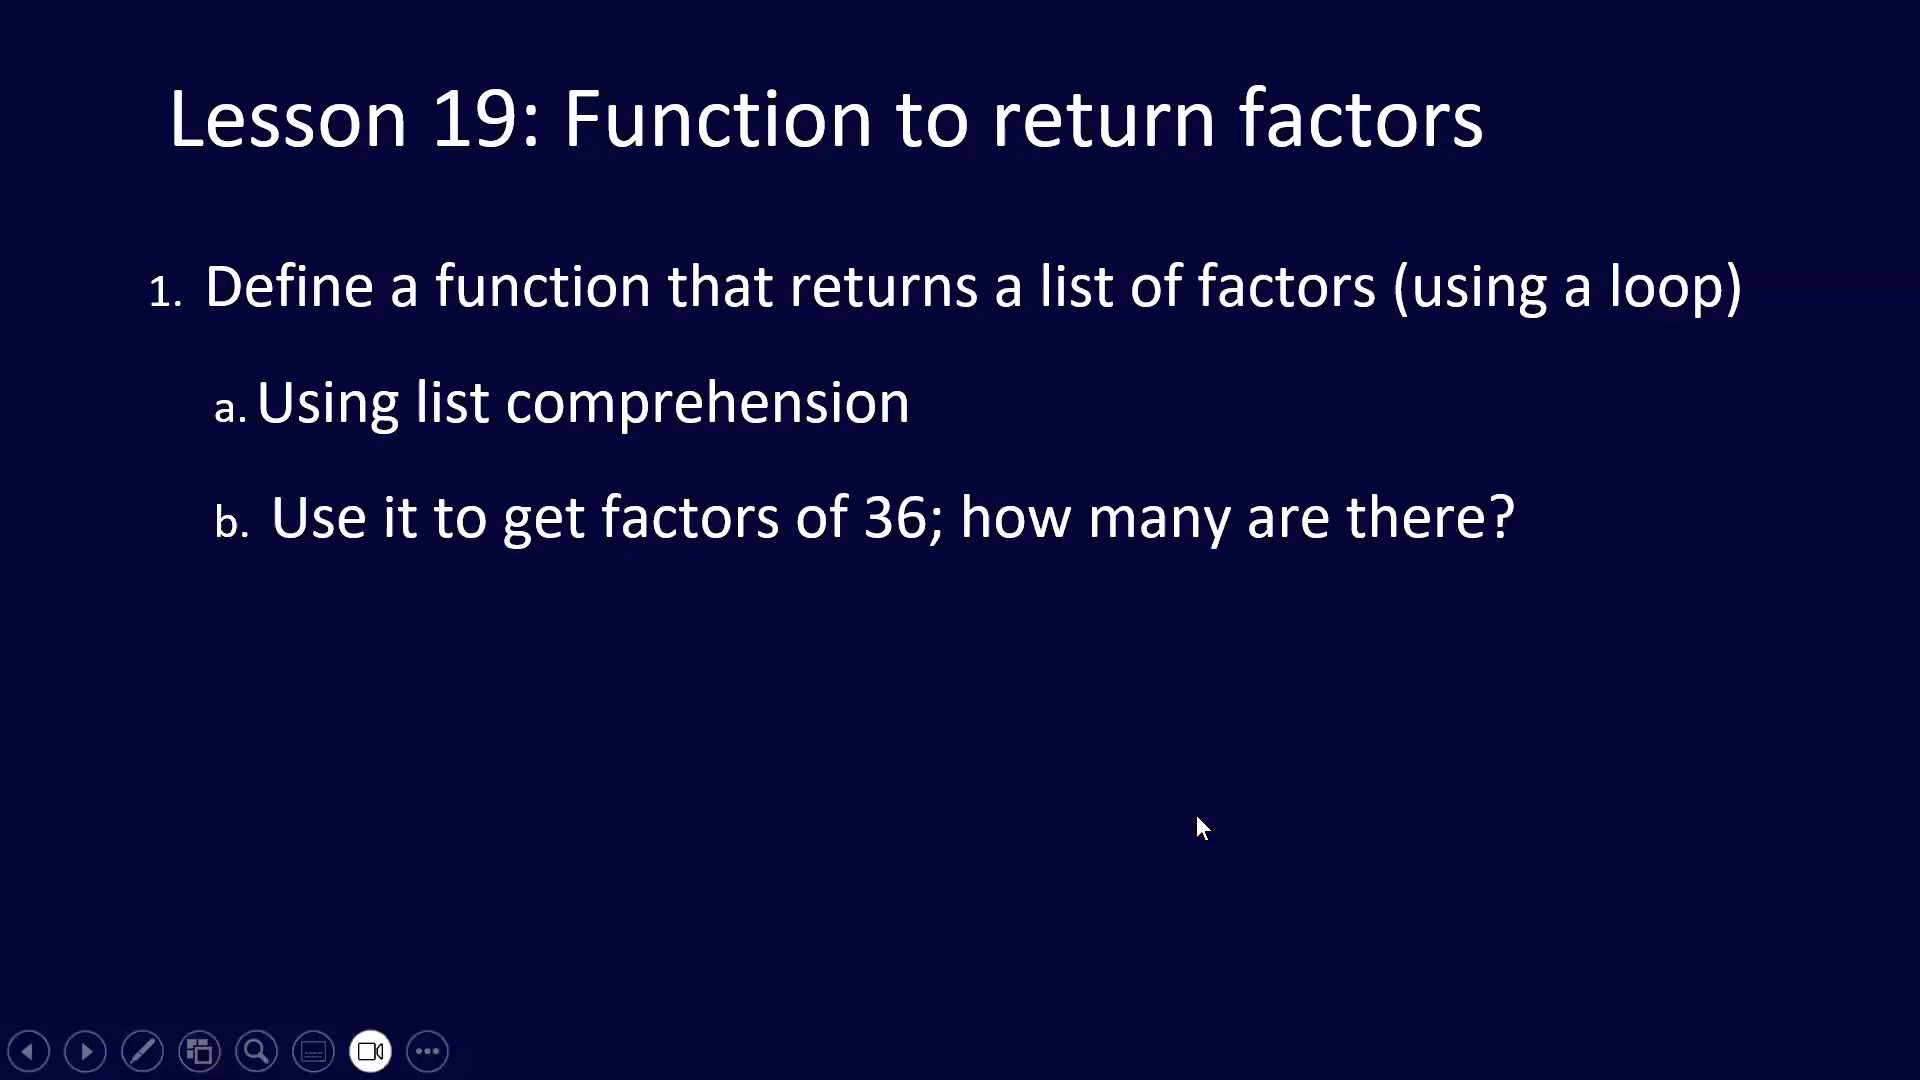 Lesson 19: Function to return factors
1. Define a function that returns a list of factors (using a loop)
a. Using list comprehension
b. Use it to get factors of 36; how many are there?